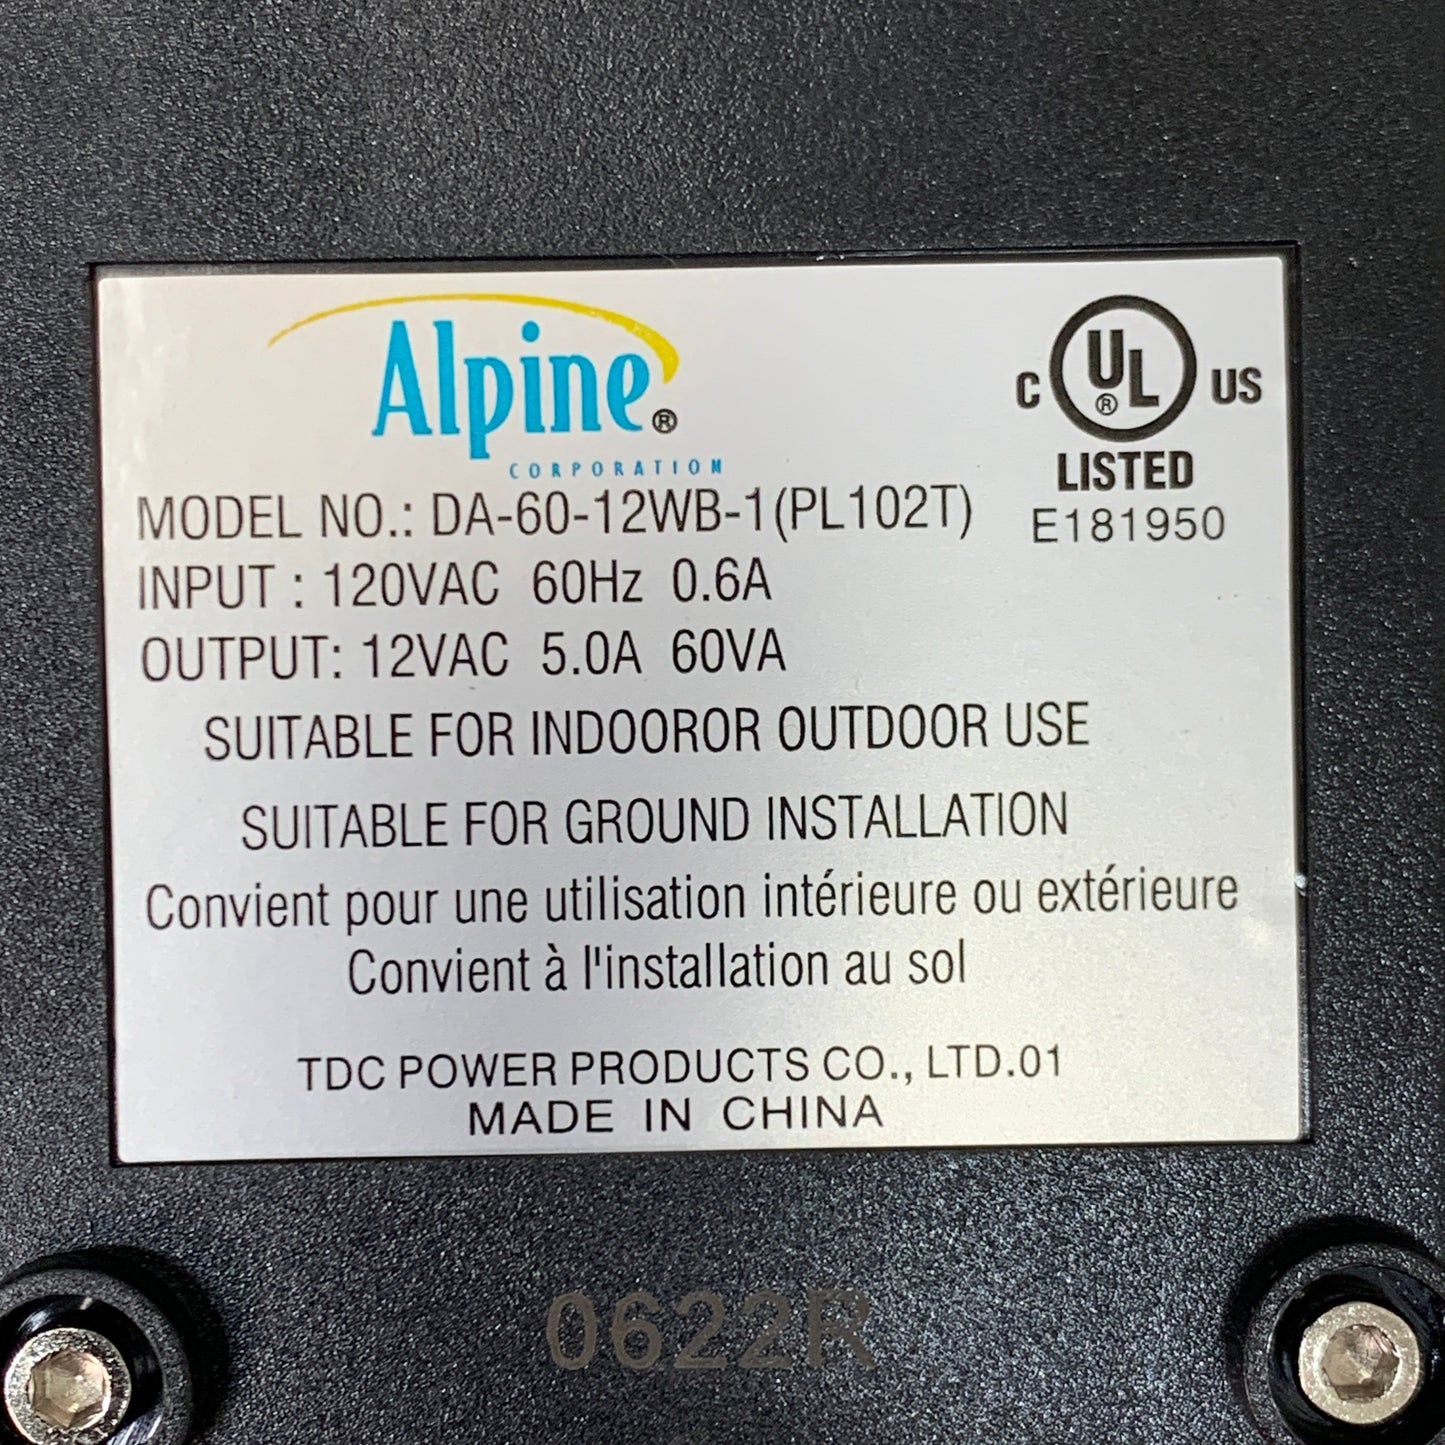 Alpine®
CORPORATION
C UL® US
LISTED
E181950
MODEL NO.: DA-60-12WB-1(PL102T)
INPUT : 120VAC 60Hz 0.6A
OUTPUT: 12VAC 5.0A 60VA
SUITABLE FOR INDOOROR OUTDOOR USE
SUITABLE FOR GROUND INSTALLATION
Convient pour une utilisation intérieure ou extérieure
Convient à l'installation au sol
TDC POWER PRODUCTS CO., LTD.01
MADE IN CHINA
0622R